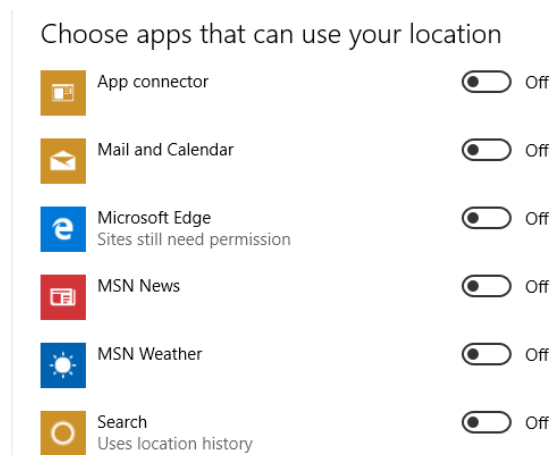 Choose apps that can use your location
App connector Off
Mail and Calendar Off
Microsoft Edge Off
Sites still need permission
MSN News Off
MSN Weather Off
Search Off
Uses location history